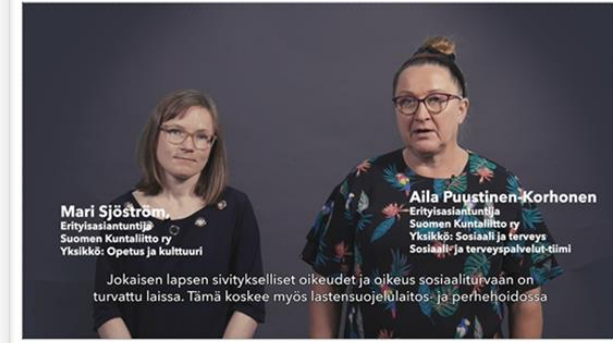 Mari Sjöström,
Erityisasiantuntija
Suomen Kuntaliitto ry
Yksikkö: Opetus ja kulttuuri
Aila Puustinen-Korhonen
Erityisasiantuntija
Suomen Kuntaliitto ry
Yksikkö: Sosiaali ja terveys
Sosiaali- ja terveyspalvelut-tiimi
Jokaisen lapsen sivitykselliset oikeudet ja oikeus sosiaaliturvaan on
turvattu laissa. Tämä koskee myös lastensuojelulaitos- ja perhehoidossa